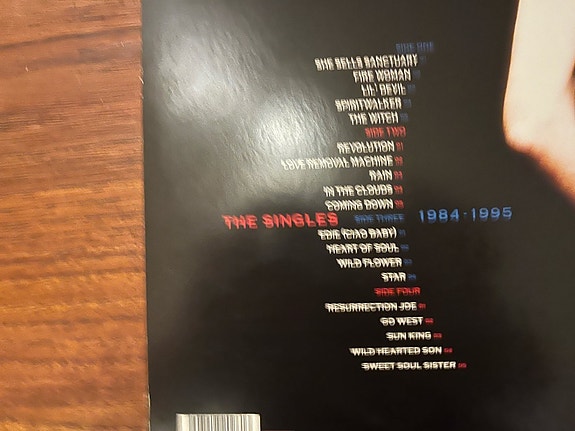 SIDE ONE
SHE SELLS SANCTUARY
FIRE WOMAN
LIL' DEVIL
SPIRITWALKER
THE WITCH
SIDE TWO
REVOLUTION
LOVE REMOVAL MACHINE
RAIN
IN THE CLOUDS
COMING DOWN
THE SINGLES SIDE THREE 1984-1995
EDIE (CIAO BABY)
HEART OF SOUL
WILD FLOWER
STAR
SIDE FOUR
RESURRECTION JOE
GO WEST
SUN KING
WILD HEARTED SON
SWEET SOUL SISTER